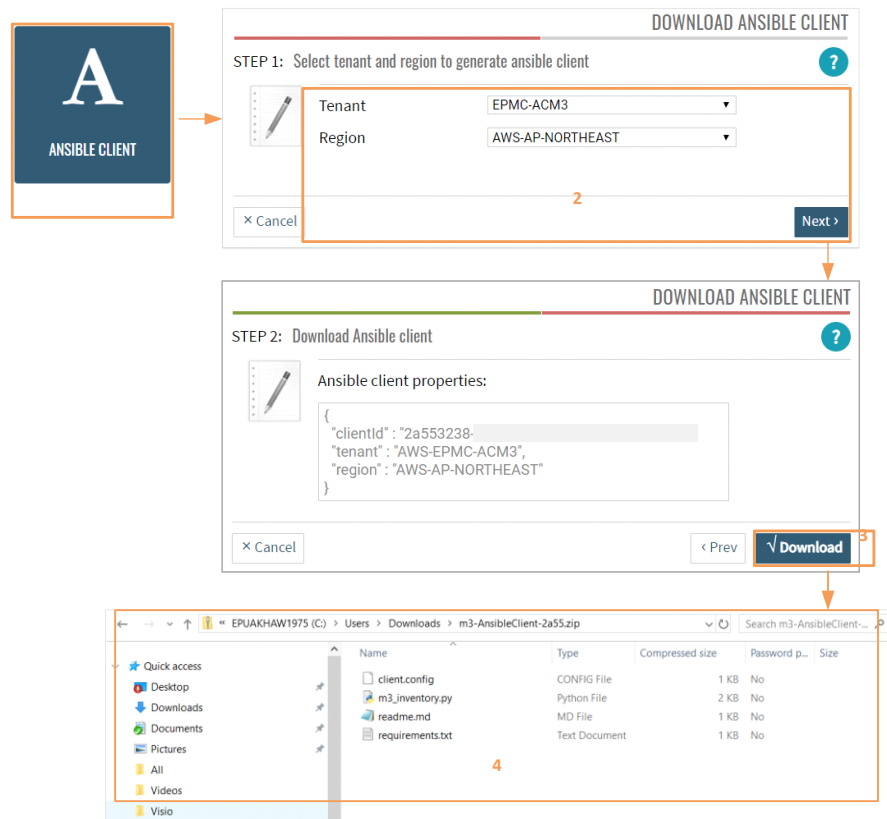 A
ANSIBLE CLIENT
DOWNLOAD ANSIBLE CLIENT
STEP 1: Select tenant and region to generate ansible client
?
Tenant EPMC-ACM3
Region AWS-AP-NORTHEAST
2
× Cancel Next ›
DOWNLOAD ANSIBLE CLIENT
STEP 2: Download Ansible client
?
Ansible client properties:
{
"clientId" : "2a553238-
"tenant" : "AWS-EPMC-ACM3",
"region" : "AWS-AP-NORTHEAST"
}
3
× Cancel ‹ Prev √ Download
« EPUAKHAW1975 (C:) › Users › Downloads › m3-AnsibleClient-2a55.zip Search m3-AnsibleClient-...
Name Type Compressed size Password p... Size
Quick access
Desktop
Downloads
Documents
Pictures
All
Videos
Visio
client.config CONFIG File 1 KB No
m3_inventory.py Python File 2 KB No
readme.md MD File 1 KB No
requirements.txt Text Document 1 KB No
4